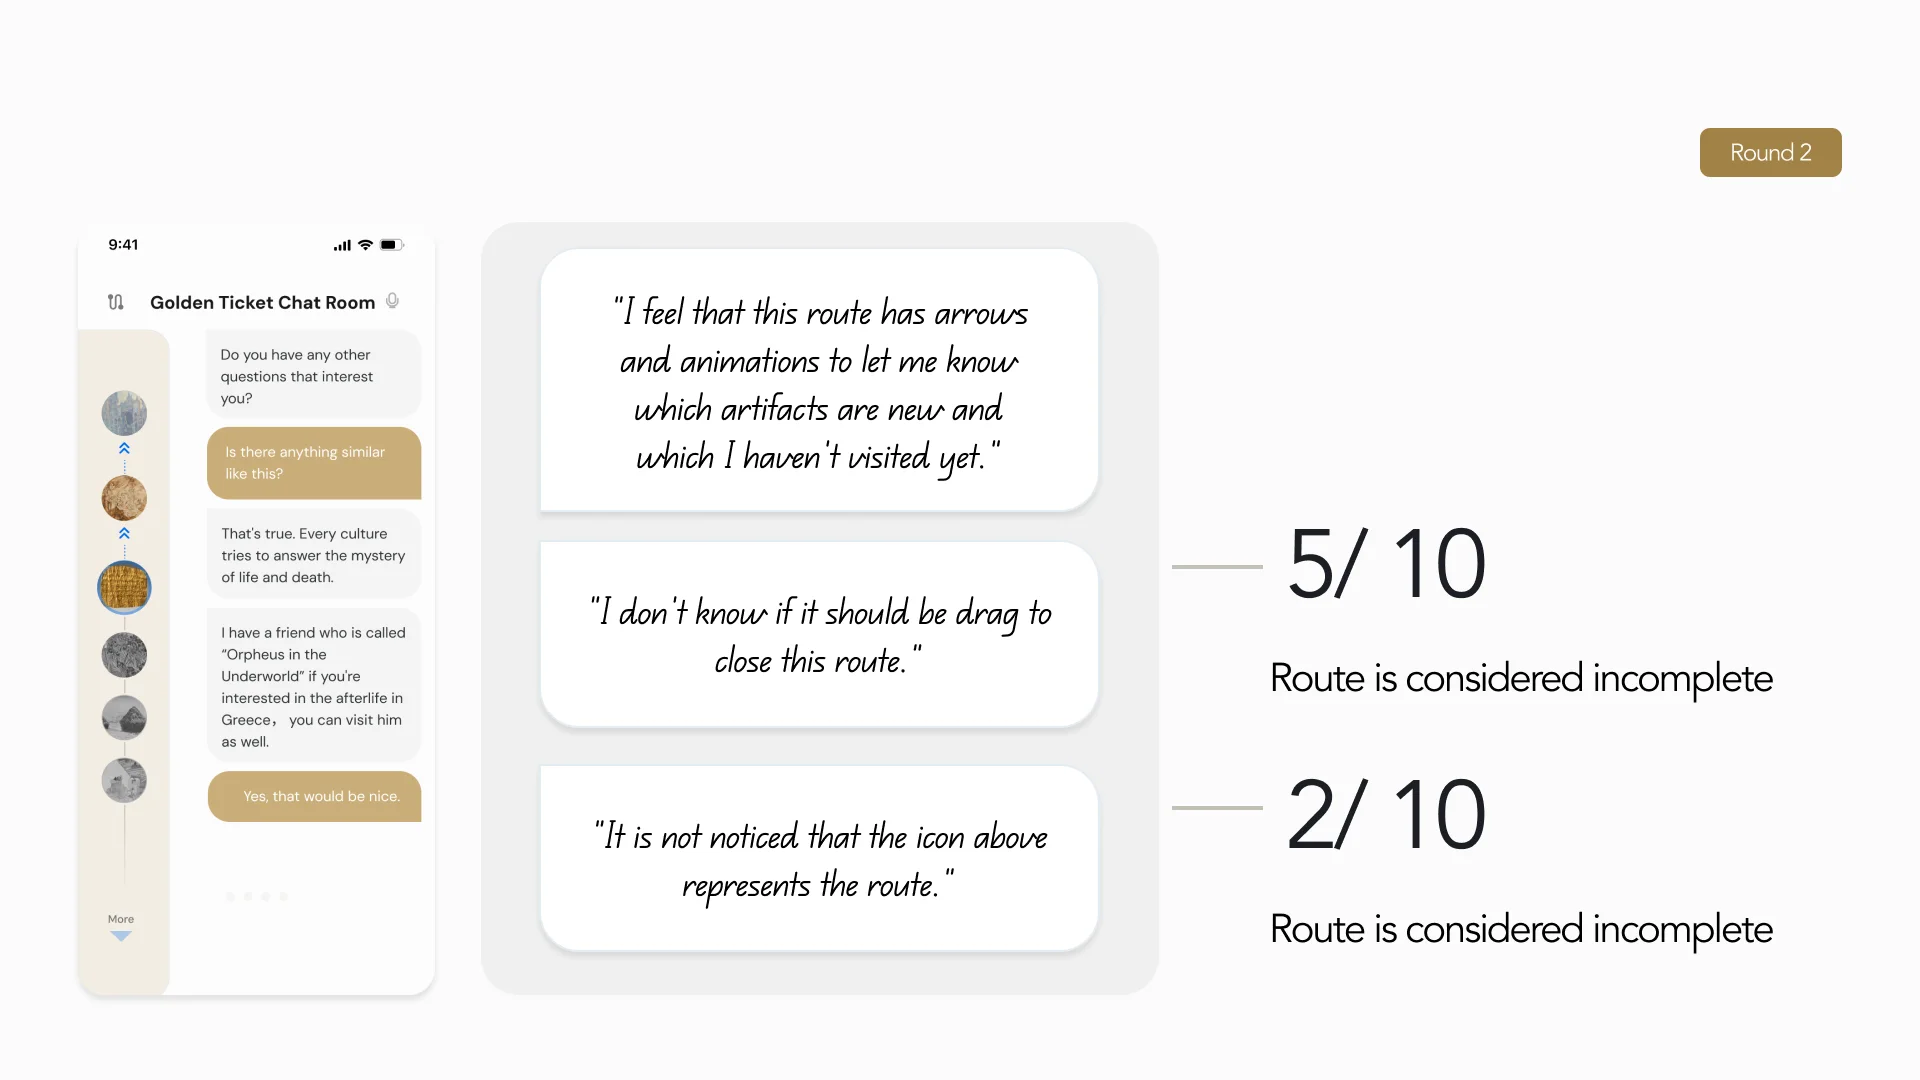 Round 2
9:41
Golden Ticket Chat Room
Do you have any other
questions that interest
you?
Is there anything similar
like this?
That's true. Every culture
tries to answer the mystery
of life and death.
I have a friend who is called
“Orpheus in the
Underworld” if you're
interested in the afterlife in
Greece， you can visit him
as well.
Yes, that would be nice.
More
"I feel that this route has arrows
and animations to let me know
which artifacts are new and
which I haven't visited yet."
"I don't know if it should be drag to
close this route."
"It is not noticed that the icon above
represents the route."
5/ 10
Route is considered incomplete
2/ 10
Route is considered incomplete